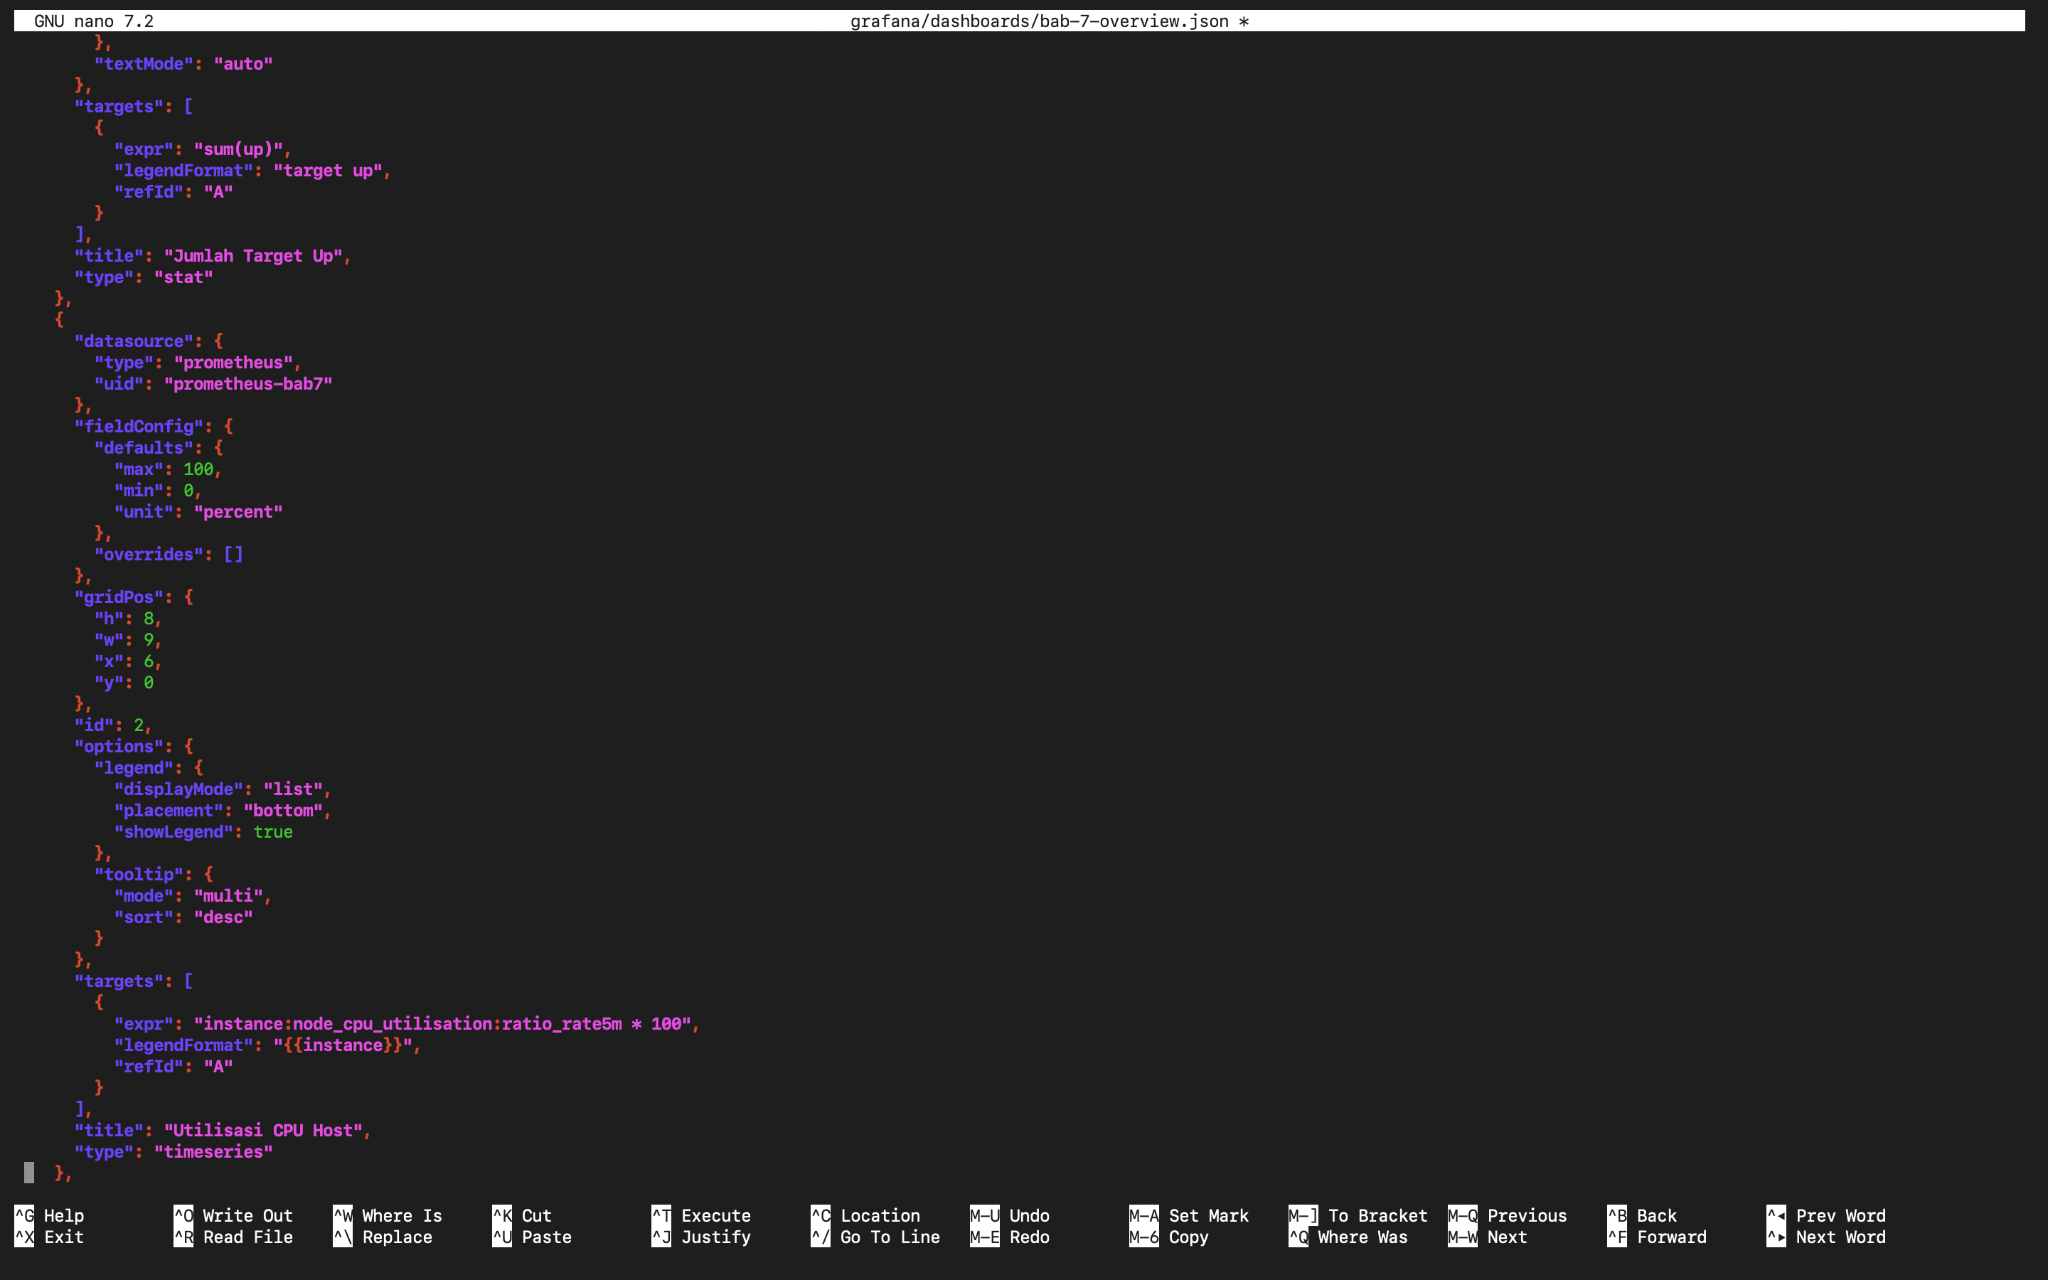 GNU nano 7.2 grafana/dashboards/bab-7-overview.json *
},
"textMode": "auto"
},
"targets": [
{
"expr": "sum(up)",
"legendFormat": "target up",
"refId": "A"
}
],
"title": "Jumlah Target Up",
"type": "stat"
},
{
"datasource": {
"type": "prometheus",
"uid": "prometheus-bab7"
},
"fieldConfig": {
"defaults": {
"max": 100,
"min": 0,
"unit": "percent"
},
"overrides": []
},
"gridPos": {
"h": 8,
"w": 9,
"x": 6,
"y": 0
},
"id": 2,
"options": {
"legend": {
"displayMode": "list",
"placement": "bottom",
"showLegend": true
},
"tooltip": {
"mode": "multi",
"sort": "desc"
}
},
"targets": [
{
"expr": "instance:node_cpu_utilisation:ratio_rate5m * 100",
"legendFormat": "{{instance}}",
"refId": "A"
}
],
"title": "Utilisasi CPU Host",
"type": "timeseries"
},
^G Help ^O Write Out ^W Where Is ^K Cut ^T Execute ^C Location M-U Undo M-A Set Mark M-] To Bracket M-Q Previous ^B Back ^◂ Prev Word
^X Exit ^R Read File ^\ Replace ^U Paste ^J Justify ^/ Go To Line M-E Redo M-6 Copy ^Q Where Was M-W Next ^F Forward ^▸ Next Word